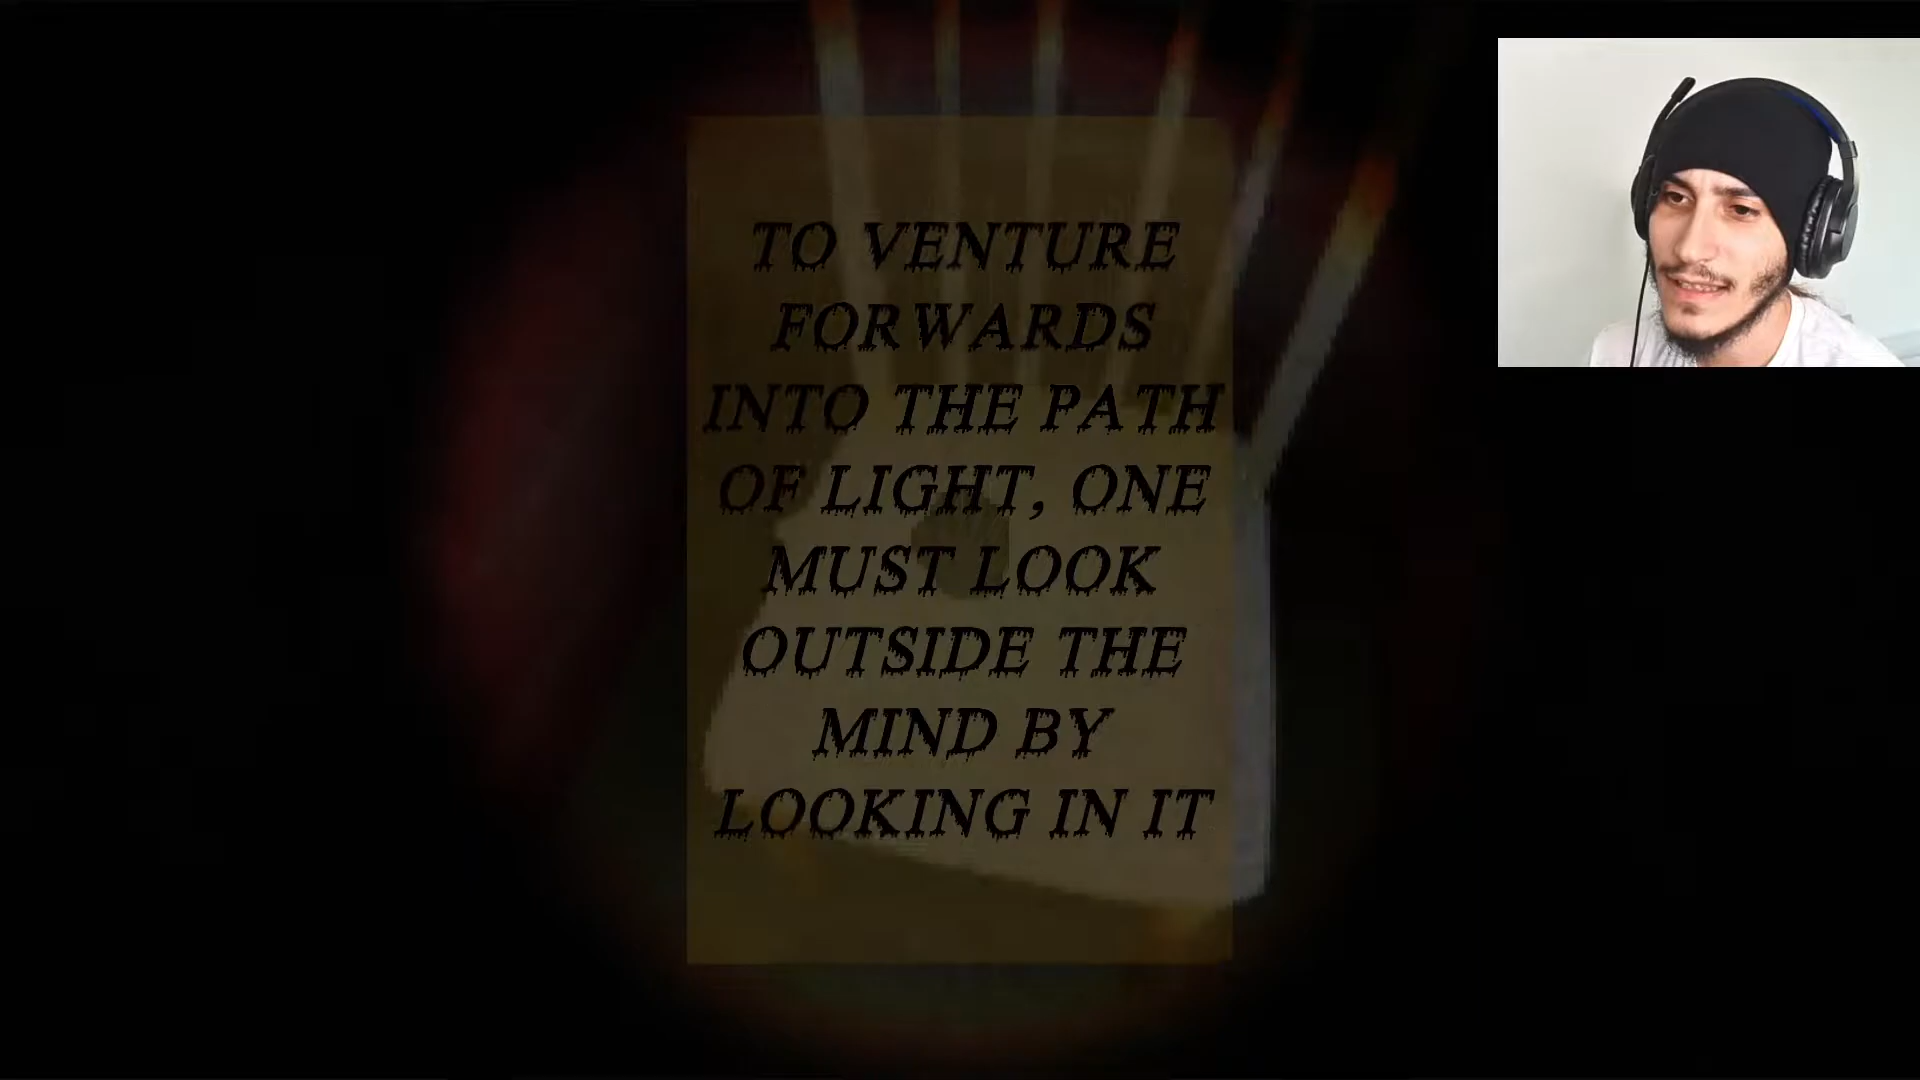 TO VENTURE
FORWARDS
INTO THE PATH
OF LIGHT, ONE
MUST LOOK
OUTSIDE THE
MIND BY
LOOKING IN IT